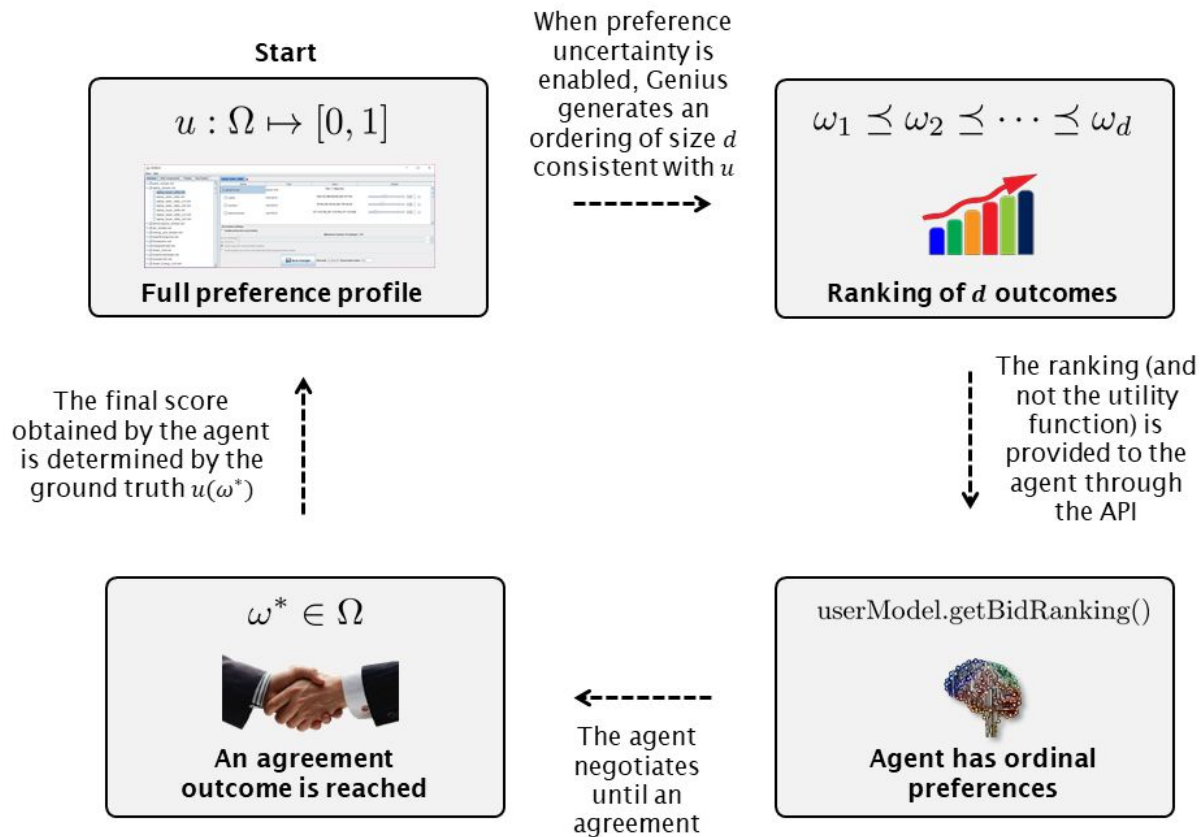 Start
u : Ω ↦ [0, 1]
Full preference profile
When preference
uncertainty is
enabled, Genius
generates an
ordering of size d
consistent with u
ω₁ ⪯ ω₂ ⪯ ⋯ ⪯ ω_d
Ranking of d outcomes
The ranking (and
not the utility
function) is
provided to the
agent through
the API
userModel.getBidRanking()
Agent has ordinal
preferences
The agent
negotiates
until an
agreement
ω* ∈ Ω
An agreement
outcome is reached
The final score
obtained by the agent
is determined by the
ground truth u(ω*)